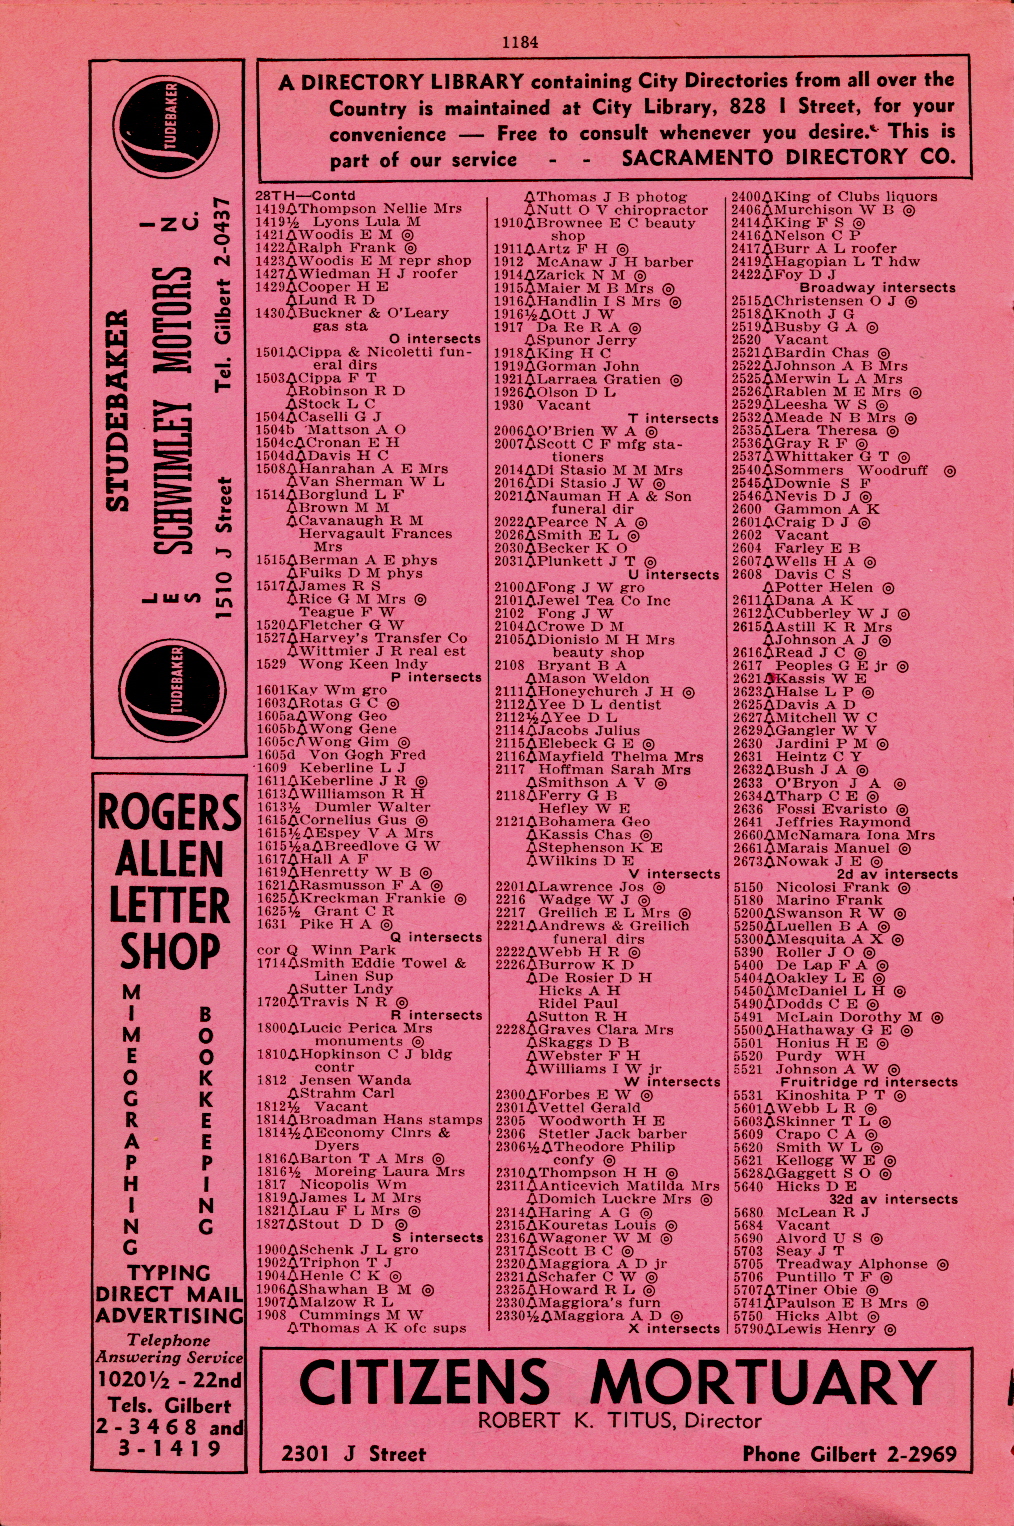 1184
STUDEBAKER
STUDEBAKER
LES SCHWIMLEY MOTORS INC.
1510 J Street Tel. Gilbert 2-0437
STUDEBAKER
ROGERS
ALLEN
LETTER
SHOP
MIMEOGRAPHING
BOOKKEEPING
TYPING
DIRECT MAIL
ADVERTISING
Telephone
Answering Service
1020½ - 22nd
Tels. Gilbert
2-3468 and
3-1419
A DIRECTORY LIBRARY containing City Directories from all over the
Country is maintained at City Library, 828 I Street, for your
convenience — Free to consult whenever you desire. This is
part of our service - - SACRAMENTO DIRECTORY CO.
28TH—Contd
1419△Thompson Nellie Mrs
1419½ Lyons Lula M
1421△Woodis E M ◎
1422△Ralph Frank ◎
1423△Woodis E M repr shop
1427△Wiedman H J roofer
1429△Cooper H E
△Lund R D
1430△Buckner & O'Leary
gas sta
O intersects
1501△Cippa & Nicoletti fun-
eral dirs
1503△Cippa F T
△Robinson R D
△Stock L C
1504△Caselli G J
1504b Mattson A O
1504c△Cronan E H
1504d△Davis H C
1508△Hanrahan A E Mrs
△Van Sherman W L
1514△Borglund L F
△Brown M M
△Cavanaugh R M
Hervagault Frances
Mrs
1515△Berman A E phys
△Fulks D M phys
1517△James R S
△Rice G M Mrs ◎
Teague F W
1520△Fletcher G W
1527△Harvey's Transfer Co
△Wittmier J R real est
1529 Wong Keen lndy
P intersects
1601Kay Wm gro
1603△Rotas G C ◎
1605a△Wong Geo
1605b△Wong Gene
1605c△Wong Gim ◎
1605d Von Gogh Fred
1609 Keberline L J
1611△Keberline J R ◎
1613△Williamson R H
1613½ Dumler Walter
1615△Cornelius Gus ◎
1615½△Espey V A Mrs
1615½a△Breedlove G W
1617△Hall A F
1619△Henretty W B ◎
1621△Rasmusson F A ◎
1625△Kreckman Frankie ◎
1625½ Grant C R
1631 Pike H A ◎
Q intersects
cor Q Winn Park
1714△Smith Eddie Towel &
Linen Sup
△Sutter Lndy
1720△Travis N R ◎
R intersects
1800△Lucic Perica Mrs
monuments ◎
1810△Hopkinson C J bldg
contr
1812 Jensen Wanda
△Strahm Carl
1812½ Vacant
1814△Broadman Hans stamps
1814½△Economy Clnrs &
Dyers
1816△Barton T A Mrs ◎
1816½ Moreing Laura Mrs
1817 Nicopolis Wm
1819△James L M Mrs
1821△Lau F L Mrs ◎
1827△Stout D D ◎
S intersects
1900△Schenk J L gro
1902△Triphon T J
1904△Henle C K ◎
1906△Shawhan B M ◎
1907△Malzow R L
1908 Cummings M W
△Thomas A K ofc sups
△Thomas J B photog
△Nutt O V chiropractor
1910△Brownee E C beauty
shop
1911△Artz F H ◎
1912 McAnaw J H barber
1914△Zarick N M ◎
1915△Maier M B Mrs ◎
1916△Handlin I S Mrs ◎
1916½△Ott J W
1917 Da Re R A ◎
△Spunor Jerry
1918△King H C
1919△Gorman John
1921△Larraea Gratien ◎
1926△Olson D L
1930 Vacant
T intersects
2006△O'Brien W A ◎
2007△Scott C F mfg sta-
tioners
2014△Di Stasio M M Mrs
2016△Di Stasio J W ◎
2021△Nauman H A & Son
funeral dir
2022△Pearce N A ◎
2026△Smith E L ◎
2030△Becker K O
2031△Plunkett J T ◎
U intersects
2100△Fong J W gro
2101△Jewel Tea Co Inc
2102 Fong J W
2104△Crowe D M
2105△Dionisio M H Mrs
beauty shop
2108 Bryant B A
△Mason Weldon
2111△Honeychurch J H ◎
2112△Yee D L dentist
2112½△Yee D L
2114△Jacobs Julius
2115△Elebeck G E ◎
2116△Mayfield Thelma Mrs
2117 Hoffman Sarah Mrs
△Smithson A V ◎
2118△Ferry G B
Hefley W E
2121△Bohamera Geo
△Kassis Chas ◎
△Stephenson K E
△Wilkins D E
V intersects
2201△Lawrence Jos ◎
2216 Wadge W J ◎
2217 Greilich E L Mrs ◎
2221△Andrews & Greilich
funeral dirs
2222△Webb H R ◎
2226△Burrow K D
△De Rosier D H
Hicks A H
Ridel Paul
△Sutton R H
2228△Graves Clara Mrs
△Skaggs D B
△Webster F H
△Williams I W jr
W intersects
2300△Forbes E W ◎
2301△Vettel Gerald
2305 Woodworth H E
2306 Stetler Jack barber
2306½△Theodore Philip
confy ◎
2310△Thompson H H ◎
2311△Anticevich Matilda Mrs
△Domich Luckre Mrs ◎
2314△Haring A G ◎
2315△Kouretas Louis ◎
2316△Wagoner W M ◎
2317△Scott B C ◎
2320△Maggiora A D jr
2321△Schafer C W ◎
2325△Howard R L ◎
2330△Maggiora's furn
2330½△Maggiora A D ◎
X intersects
2400△King of Clubs liquors
2406△Murchison W B ◎
2414△King F S ◎
2416△Nelson C P
2417△Burr A L roofer
2419△Hagopian L T hdw
2422△Foy D J
Broadway intersects
2515△Christensen O J ◎
2518△Knoth J G
2519△Busby G A ◎
2520 Vacant
2521△Bardin Chas ◎
2522△Johnson A B Mrs
2525△Merwin L A Mrs
2526△Rablen M E Mrs ◎
2529△Leesha W S ◎
2532△Meade N B Mrs ◎
2535△Lera Theresa ◎
2536△Gray R F ◎
2537△Whittaker G T ◎
2540△Sommers Woodruff ◎
2545△Downie S F
2546△Nevis D J ◎
2600 Gammon A K
2601△Craig D J ◎
2602 Vacant
2604 Farley E B
2607△Wells H A ◎
2608 Davis C S
△Potter Helen ◎
2611△Dana A K
2612△Cubberley W J ◎
2615△Astill K R Mrs
△Johnson A J ◎
2616△Read J C ◎
2617 Peoples G E jr ◎
2621△Kassis W E
2623△Halse L P ◎
2625△Davis A D
2627△Mitchell W C
2629△Gangler W V
2630 Jardini P M ◎
2631 Heintz C Y
2632△Bush J A ◎
2633 O'Bryon J A ◎
2634△Tharp C E ◎
2636 Fossi Evaristo ◎
2641 Jeffries Raymond
2660△McNamara Iona Mrs
2661△Marais Manuel ◎
2673△Nowak J E ◎
2d av intersects
5150 Nicolosi Frank ◎
5180 Marino Frank
5200△Swanson R W ◎
5250△Luellen B A ◎
5300△Mesquita A X ◎
5390 Roller J O ◎
5400 De Lap F A ◎
5404△Oakley L E ◎
5450△McDaniel L H ◎
5490△Dodds C E ◎
5491 McLain Dorothy M ◎
5500△Hathaway G E ◎
5501 Honius H E ◎
5520 Purdy WH
5521 Johnson A W ◎
Fruitridge rd intersects
5531 Kinoshita P T ◎
5601△Webb L R ◎
5603△Skinner T L ◎
5609 Crapo C A ◎
5620 Smith W L ◎
5621 Kellogg W E ◎
5628△Gaggett S O ◎
5640 Hicks D E
32d av intersects
5680 McLean R J
5684 Vacant
5690 Alvord U S ◎
5703 Seay J T
5705 Treadway Alphonse ◎
5706 Puntillo T F ◎
5707△Tiner Obie ◎
5741△Paulson E B Mrs ◎
5750 Hicks Albt ◎
5790△Lewis Henry ◎
CITIZENS MORTUARY
ROBERT K. TITUS, Director
2301 J Street Phone Gilbert 2-2969